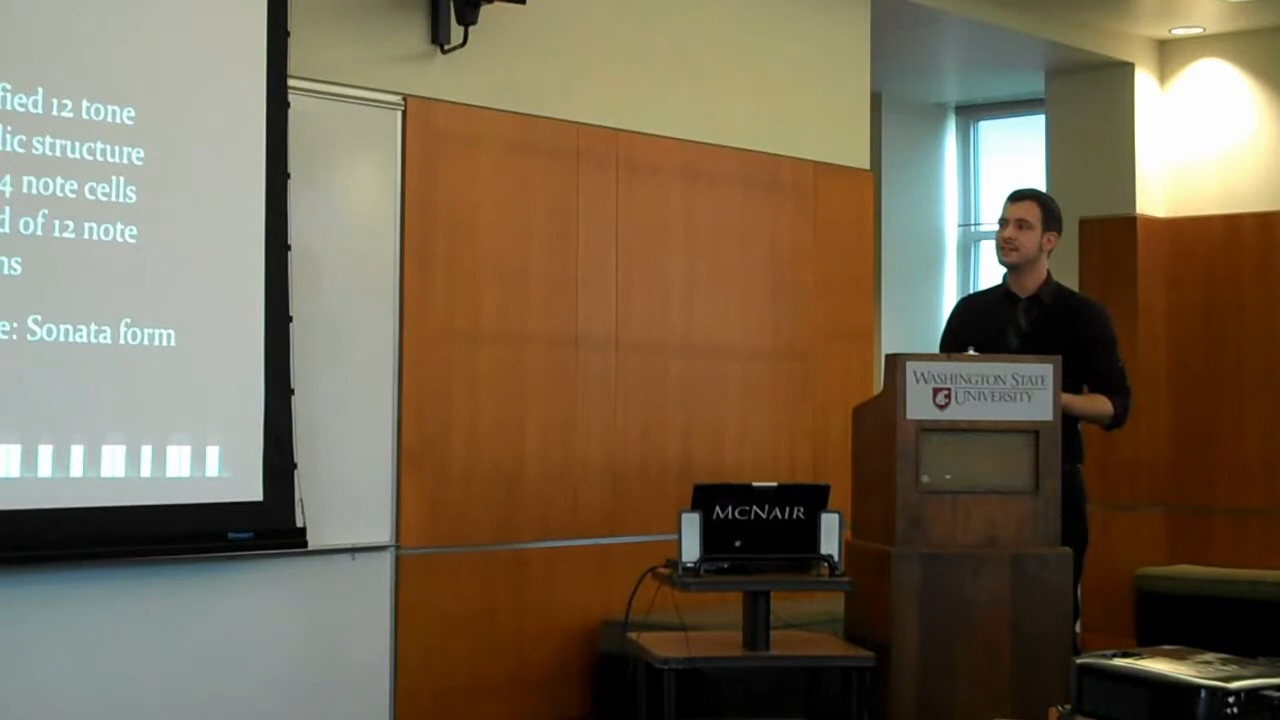 fied 12 tone
lic structure
4 note cells
d of 12 note
ns
e: Sonata form
WASHINGTON STATE
UNIVERSITY
MCNAIR